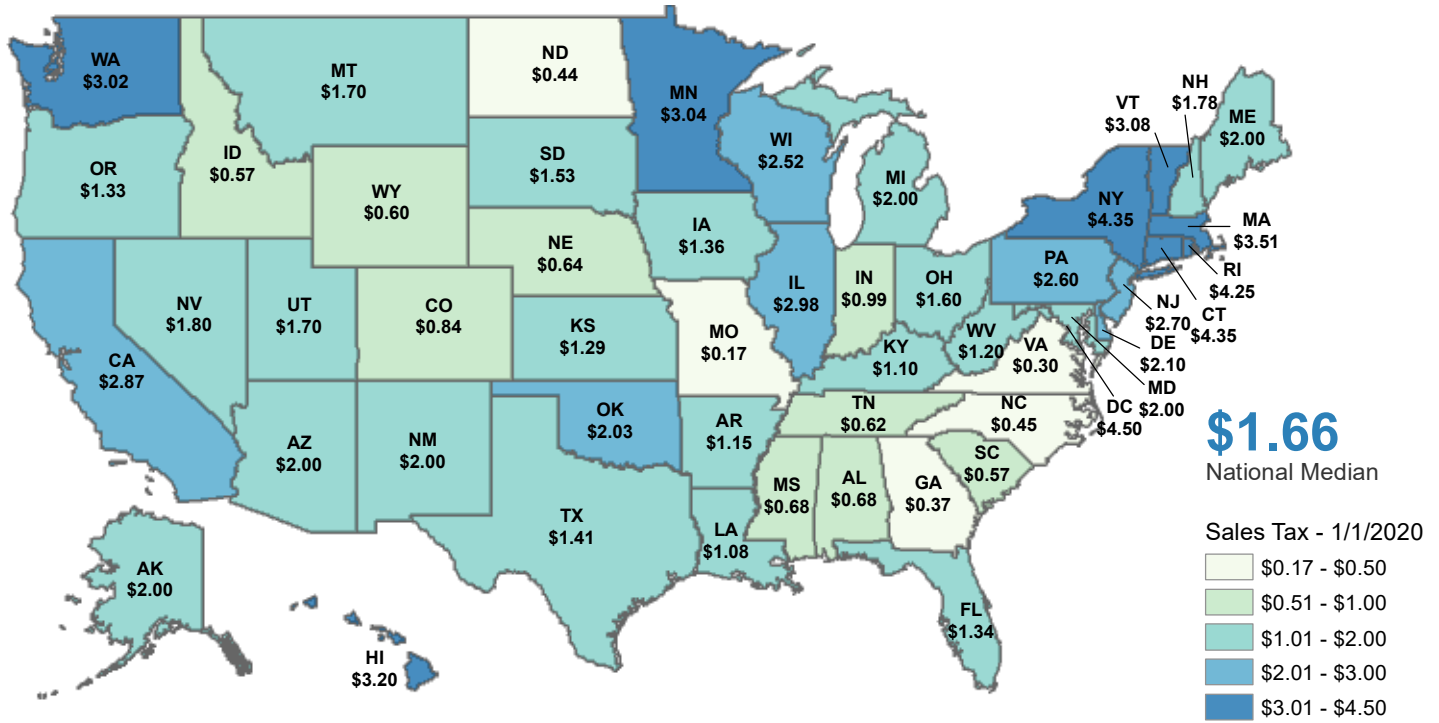 WA
$3.02
MT
$1.70
ND
$0.44
MN
$3.04
OR
$1.33
ID
$0.57
WY
$0.60
SD
$1.53
WI
$2.52
MI
$2.00
VT
$3.08
NH
$1.78
ME
$2.00
NY
$4.35
MA
$3.51
RI
$4.25
CT
$4.35
NV
$1.80
UT
$1.70
CO
$0.84
NE
$0.64
IA
$1.36
IL
$2.98
IN
$0.99
OH
$1.60
PA
$2.60
NJ
$2.70
DE
$2.10
MD
$2.00
DC
$4.50
CA
$2.87
KS
$1.29
MO
$0.17
KY
$1.10
WV
$1.20
VA
$0.30
AZ
$2.00
NM
$2.00
OK
$2.03
AR
$1.15
TN
$0.62
NC
$0.45
SC
$0.57
TX
$1.41
LA
$1.08
MS
$0.68
AL
$0.68
GA
$0.37
FL
$1.34
AK
$2.00
HI
$3.20
$1.66
National Median
Sales Tax - 1/1/2020
$0.17 - $0.50
$0.51 - $1.00
$1.01 - $2.00
$2.01 - $3.00
$3.01 - $4.50